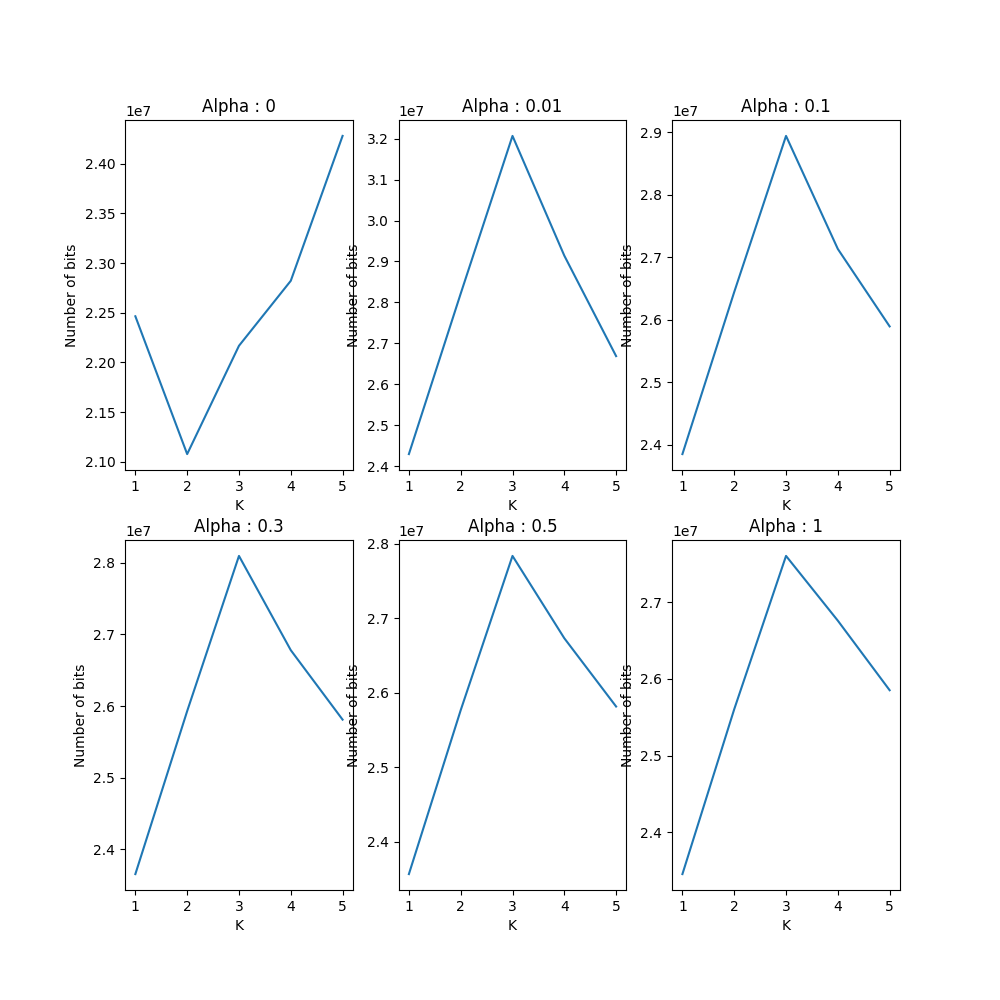 Alpha : 0
1e7
Number of bits
2.40
2.35
2.30
2.25
2.20
2.15
2.10
1 2 3 4 5
K
Alpha : 0.01
1e7
Number of bits
3.2
3.1
3.0
2.9
2.8
2.7
2.6
2.5
2.4
1 2 3 4 5
K
Alpha : 0.1
1e7
Number of bits
2.9
2.8
2.7
2.6
2.5
2.4
1 2 3 4 5
K
Alpha : 0.3
1e7
Number of bits
2.8
2.7
2.6
2.5
2.4
1 2 3 4 5
K
Alpha : 0.5
1e7
Number of bits
2.8
2.7
2.6
2.5
2.4
1 2 3 4 5
K
Alpha : 1
1e7
Number of bits
2.7
2.6
2.5
2.4
1 2 3 4 5
K